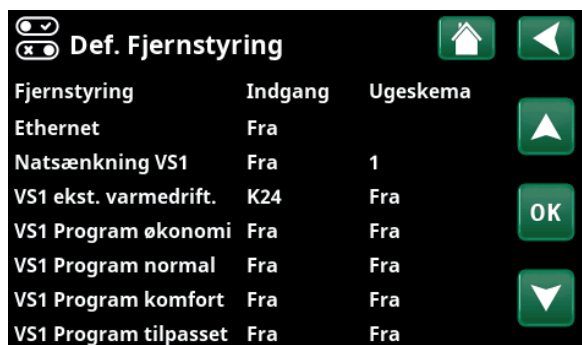 Def. Fjernstyring
Fjernstyring Indgang Ugeskema
Ethernet Fra
Natsænkning VS1 Fra 1
VS1 ekst. varmedrift. K24 Fra
OK
VS1 Program økonomi Fra Fra
VS1 Program normal Fra Fra
VS1 Program komfort Fra Fra
VS1 Program tilpasset Fra Fra